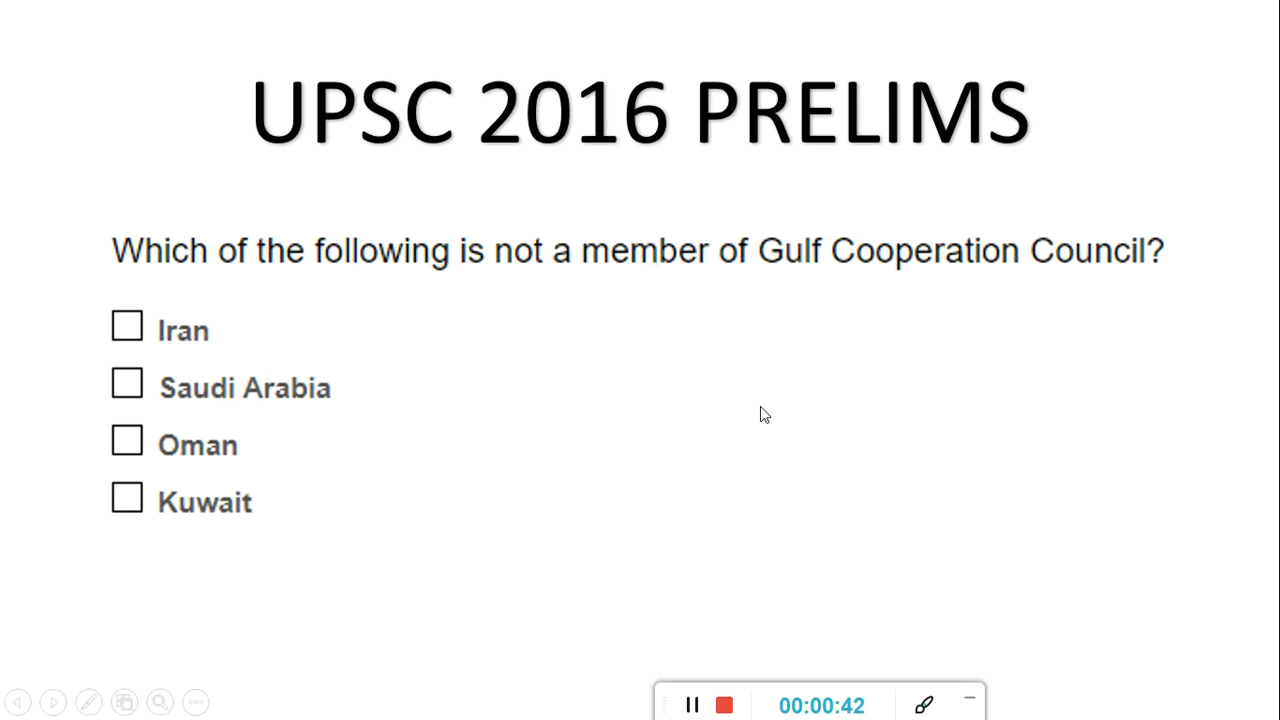 UPSC 2016 PRELIMS
Which of the following is not a member of Gulf Cooperation Council?
Iran
Saudi Arabia
Oman
Kuwait
00:00:42